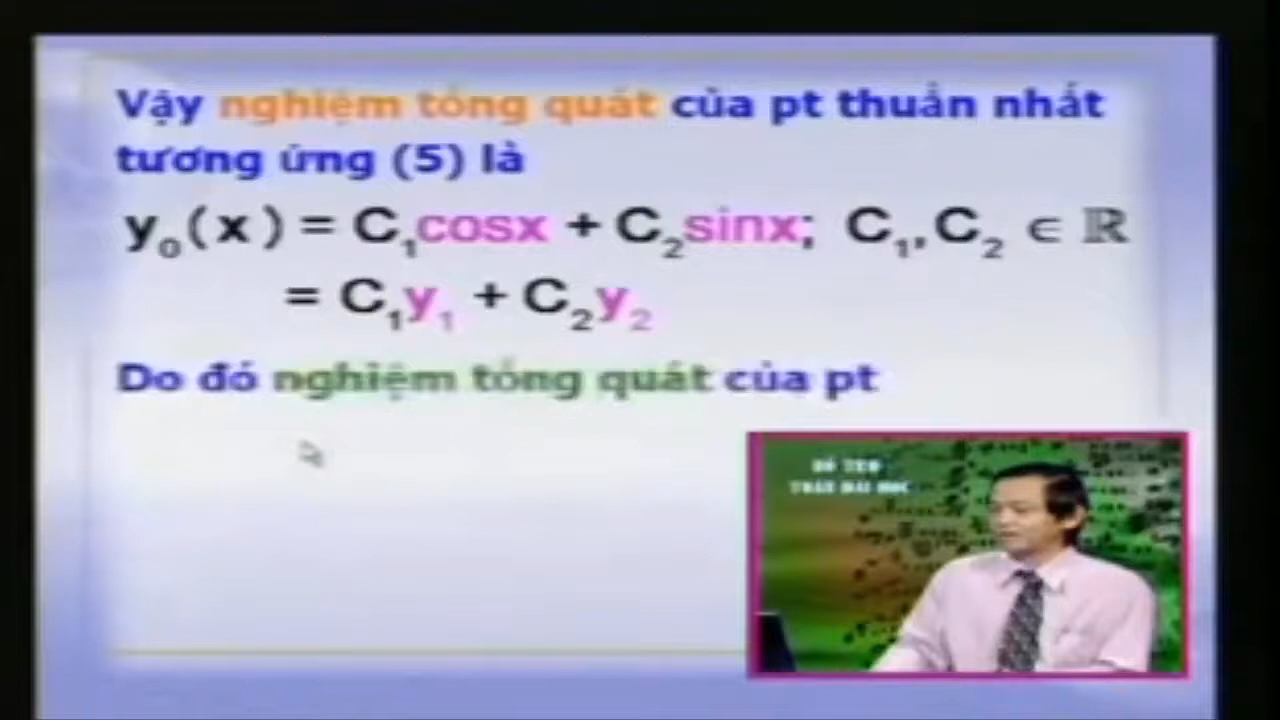 Vậy nghiệm tổng quát của pt thuần nhất
tương ứng (5) là
y₀(x) = C₁cosx + C₂sinx; C₁,C₂ ∈ ℝ
= C₁y₁ + C₂y₂
Do đó nghiệm tổng quát của pt